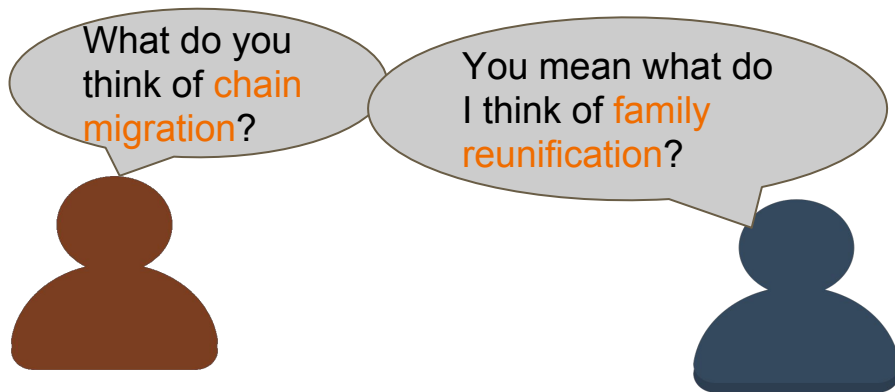 What do you
think of chain
migration?
You mean what do
I think of family
reunification?